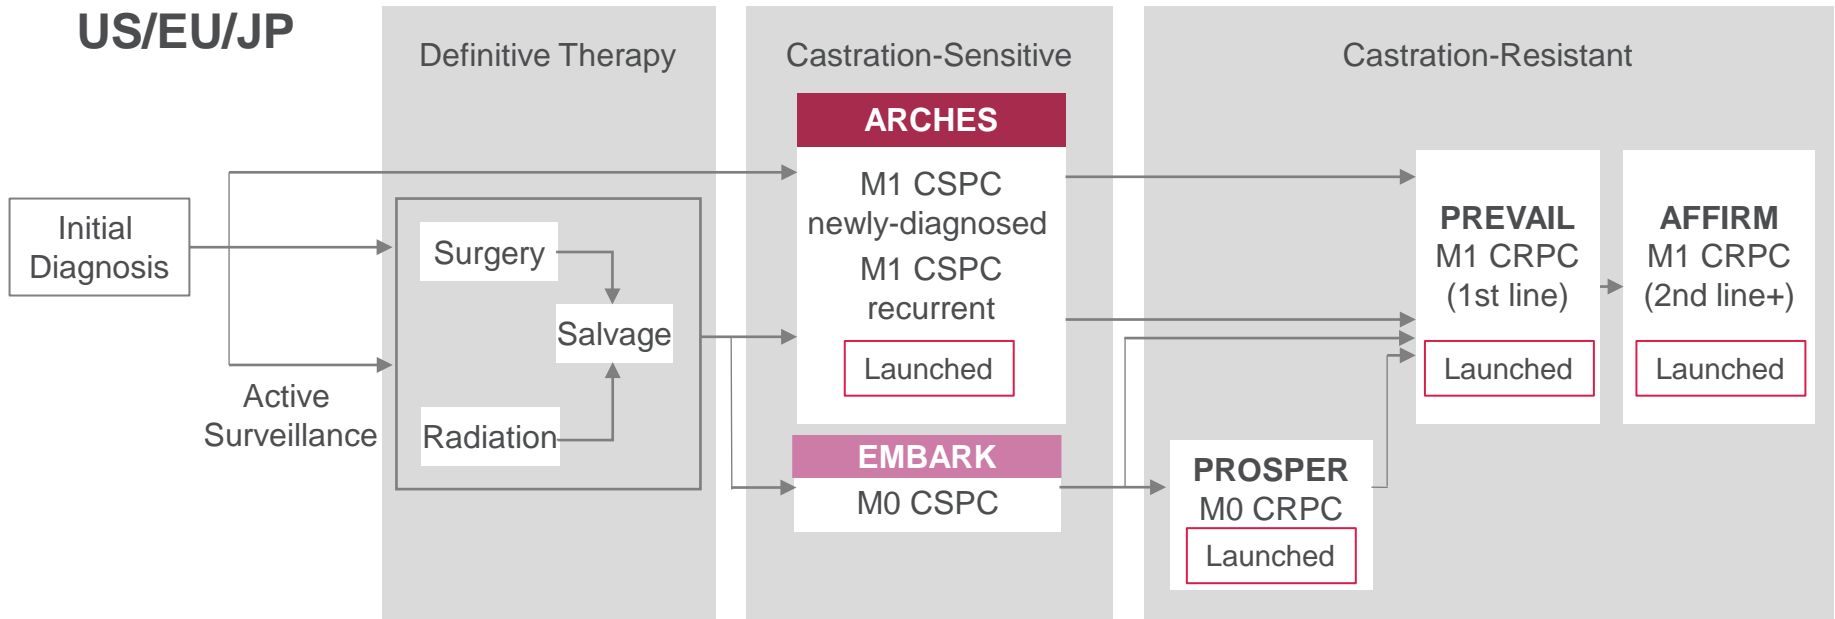 US/EU/JP
Definitive Therapy
Castration-Sensitive
Castration-Resistant
Initial
Diagnosis
Active
Surveillance
Surgery
Salvage
Radiation
ARCHES
M1 CSPC
newly-diagnosed
M1 CSPC
recurrent
Launched
EMBARK
M0 CSPC
PROSPER
M0 CRPC
Launched
PREVAIL
M1 CRPC
(1st line)
Launched
AFFIRM
M1 CRPC
(2nd line+)
Launched